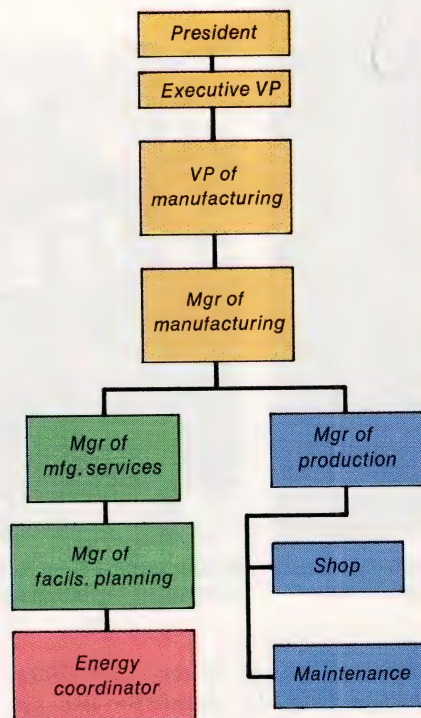 President
Executive VP
VP of
manufacturing
Mgr of
manufacturing
Mgr of
mfg. services
Mgr of
production
Mgr of
facils. planning
Shop
Energy
coordinator
Maintenance